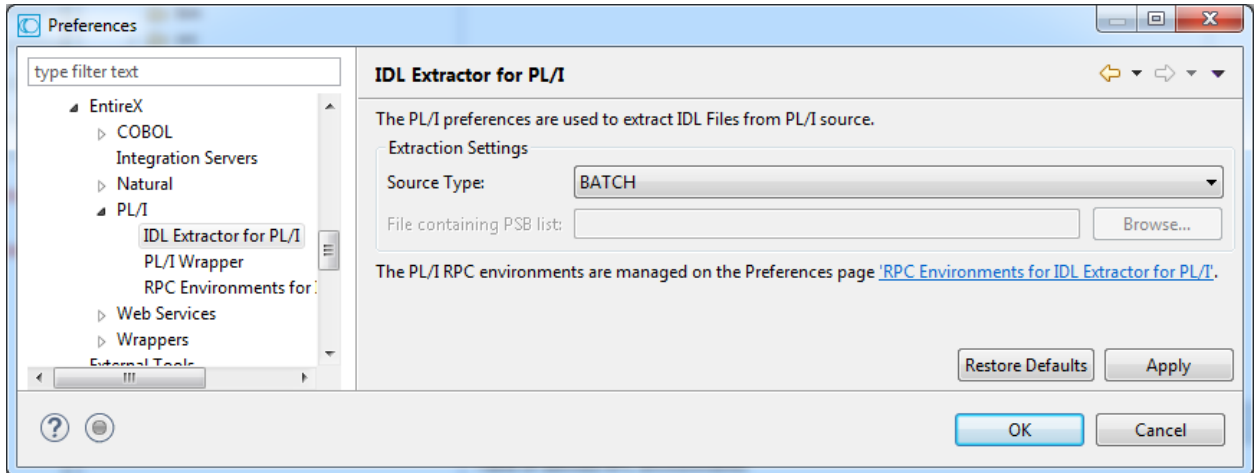 Preferences
type filter text
EntireX
COBOL
Integration Servers
Natural
PL/I
IDL Extractor for PL/I
PL/I Wrapper
RPC Environments for
Web Services
Wrappers
External Tools
IDL Extractor for PL/I
The PL/I preferences are used to extract IDL Files from PL/I source.
Extraction Settings
Source Type: BATCH
File containing PSB list: Browse...
The PL/I RPC environments are managed on the Preferences page 'RPC Environments for IDL Extractor for PL/I'.
Restore Defaults Apply
OK Cancel